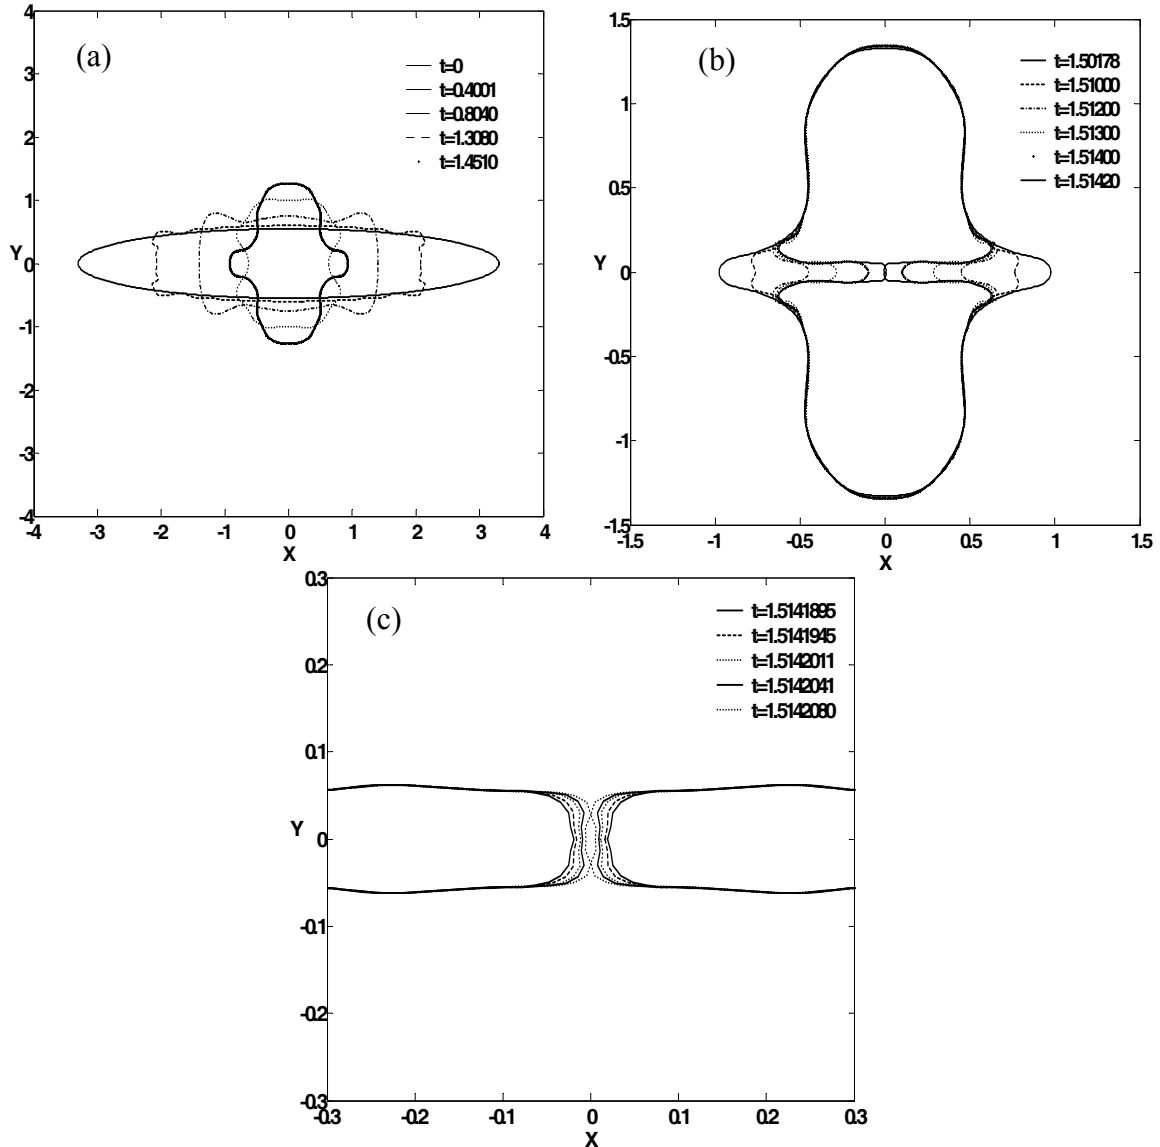 (a)
t=0
t=0.4001
t=0.8040
t=1.3080
t=1.4510
4
3
2
1
0
-1
-2
-3
-4
Y
-4 -3 -2 -1 0 1 2 3 4
X
(b)
t=1.50178
t=1.51000
t=1.51200
t=1.51300
t=1.51400
t=1.51420
1.5
1
0.5
0
-0.5
-1
-1.5
Y
-1.5 -1 -0.5 0 0.5 1 1.5
X
(c)
t=1.5141895
t=1.5141945
t=1.5142011
t=1.5142041
t=1.5142080
0.3
0.2
0.1
0
-0.1
-0.2
-0.3
Y
-0.3 -0.2 -0.1 0 0.1 0.2 0.3
X